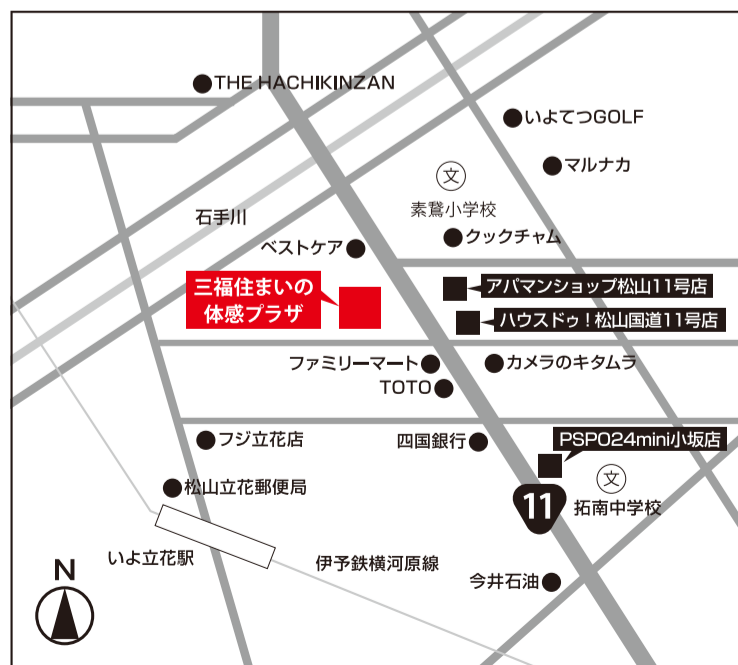 THE HACHIKINZAN
いよてつGOLF
マルナカ
文
素鵞小学校
石手川
クックチャム
ベストケア
三福住まいの
体感プラザ
アパマンショップ松山11号店
ハウスドゥ！松山国道11号店
ファミリーマート
カメラのキタムラ
TOTO
フジ立花店
四国銀行
PSPO24mini小坂店
文
松山立花郵便局
11
拓南中学校
いよ立花駅
伊予鉄横河原線
今井石油
N